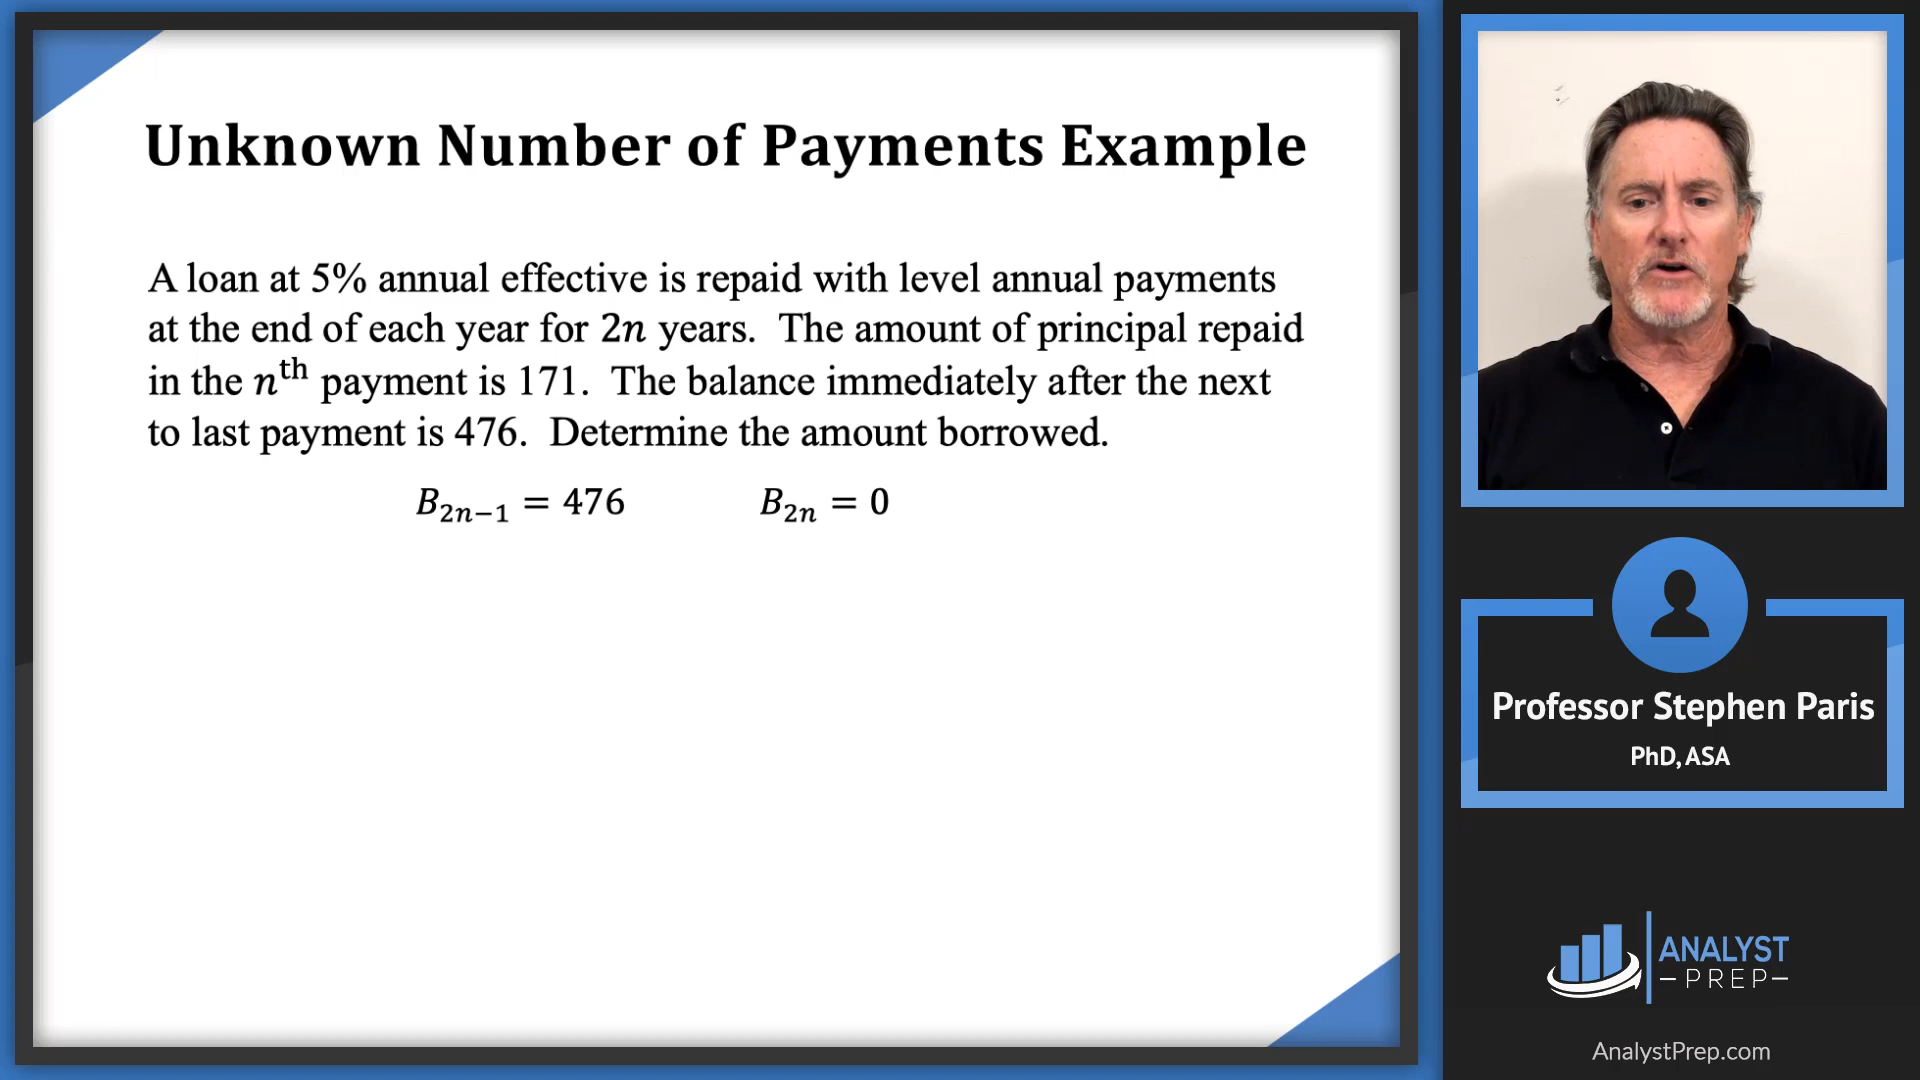 Unknown Number of Payments Example
A loan at 5% annual effective is repaid with level annual payments
at the end of each year for 2n years. The amount of principal repaid
in the nᵗʰ payment is 171. The balance immediately after the next
to last payment is 476. Determine the amount borrowed.
B₂ₙ₋₁ = 476 B₂ₙ = 0
Professor Stephen Paris
PhD, ASA
ANALYST
PREP
AnalystPrep.com